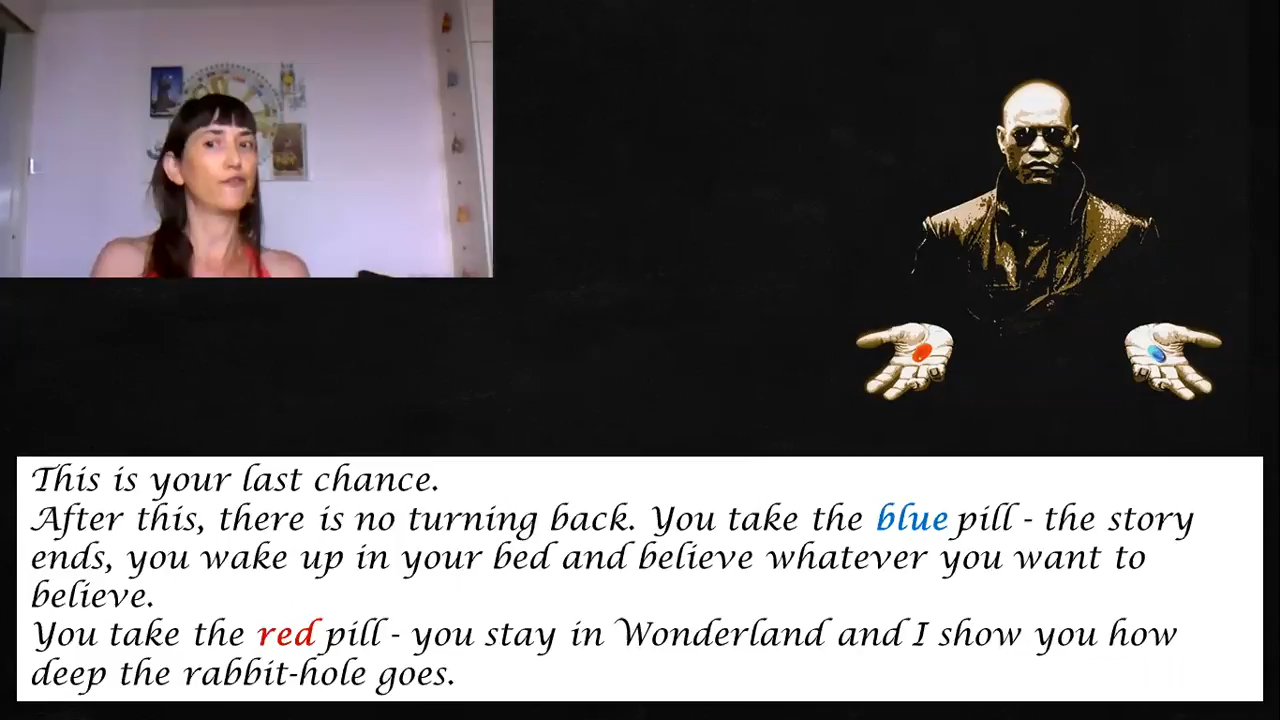 This is your last chance.
After this, there is no turning back. You take the blue pill - the story
ends, you wake up in your bed and believe whatever you want to
believe.
You take the red pill - you stay in Wonderland and I show you how
deep the rabbit-hole goes.